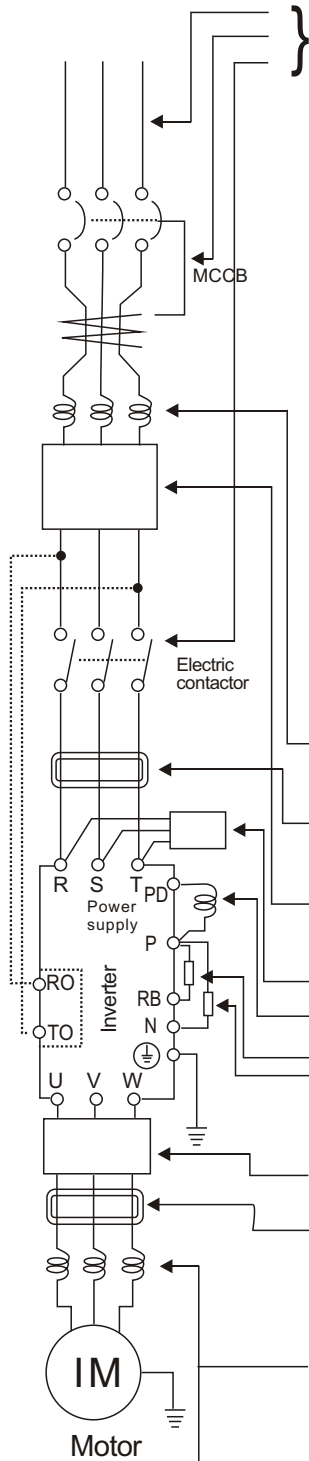 MCCB
Electric
contactor
R S T
PD
Power
supply
P
RO
Inverter
RB
N
TO
U V W
IM
Motor